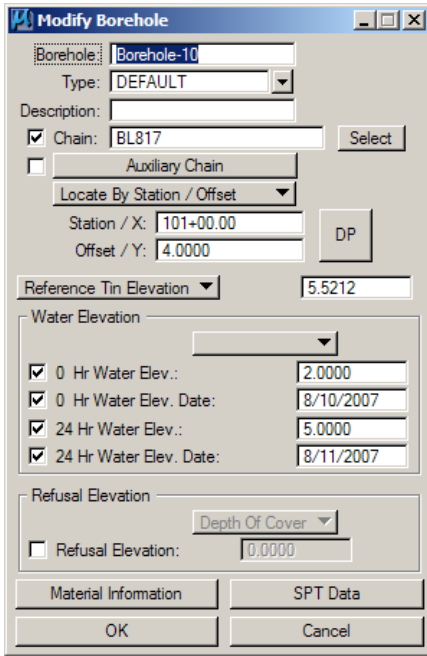 Modify Borehole
Borehole: Borehole-10
Type: DEFAULT
Description:
Chain: BL817 Select
Auxiliary Chain
Locate By Station / Offset
Station / X: 101+00.00
DP
Offset / Y: 4.0000
Reference Tin Elevation 5.5212
Water Elevation
0 Hr Water Elev.: 2.0000
0 Hr Water Elev. Date: 8/10/2007
24 Hr Water Elev.: 5.0000
24 Hr Water Elev. Date: 8/11/2007
Refusal Elevation
Depth Of Cover
Refusal Elevation: 0.0000
Material Information SPT Data
OK Cancel